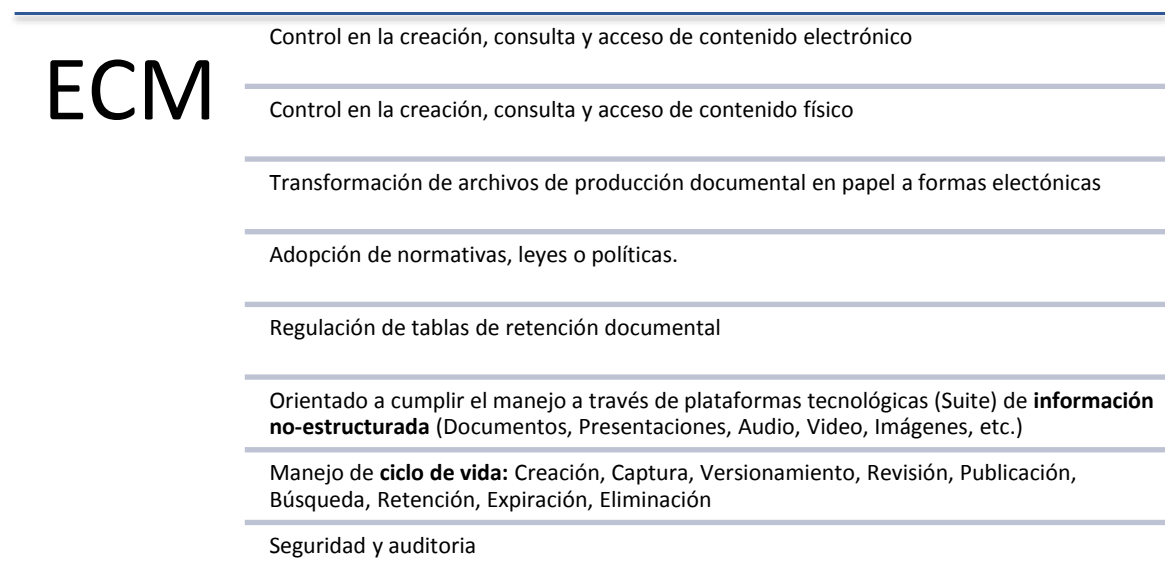 ECM
Control en la creación, consulta y acceso de contenido electrónico
Control en la creación, consulta y acceso de contenido físico
Transformación de archivos de producción documental en papel a formas electónicas
Adopción de normativas, leyes o políticas.
Regulación de tablas de retención documental
Orientado a cumplir el manejo a través de plataformas tecnológicas (Suite) de información
no-estructurada (Documentos, Presentaciones, Audio, Video, Imágenes, etc.)
Manejo de ciclo de vida: Creación, Captura, Versionamiento, Revisión, Publicación,
Búsqueda, Retención, Expiración, Eliminación
Seguridad y auditoria